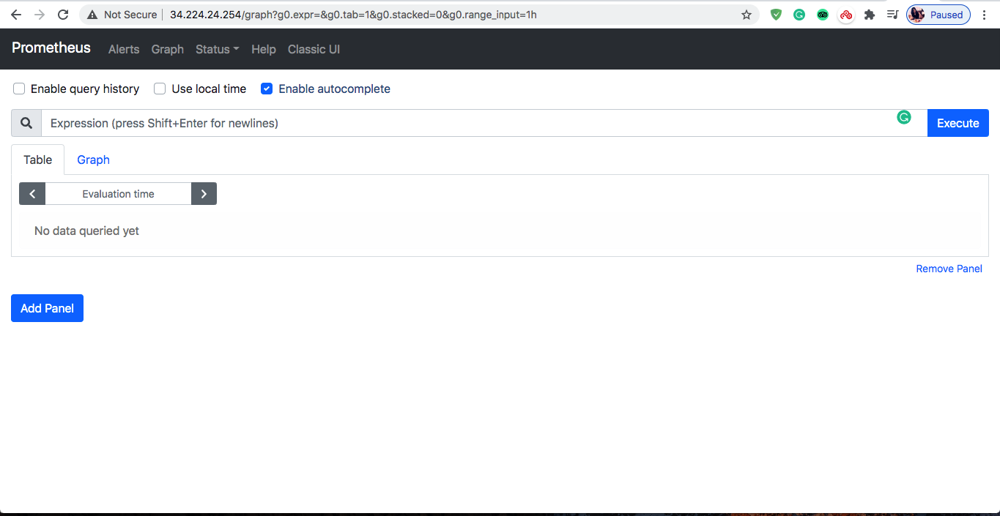 Not Secure 34.224.24.254/graph?g0.expr=&g0.tab=1&g0.stacked=0&g0.range_input=1h Paused
Prometheus Alerts Graph Status Help Classic UI
Enable query history Use local time Enable autocomplete
Expression (press Shift+Enter for newlines) Execute
Table Graph
Evaluation time
No data queried yet
Remove Panel
Add Panel